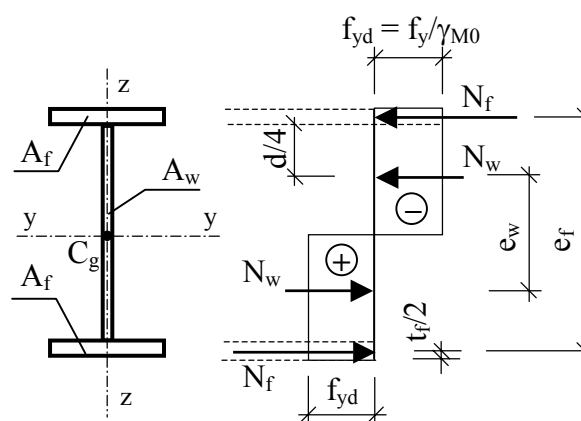 z
A_f
A_w
y y
C_g
A_f
z
f_yd = f_y/γ_M0
N_f
d/4
N_w
−
e_w
e_f
+
N_w
t_f/2
N_f
f_yd